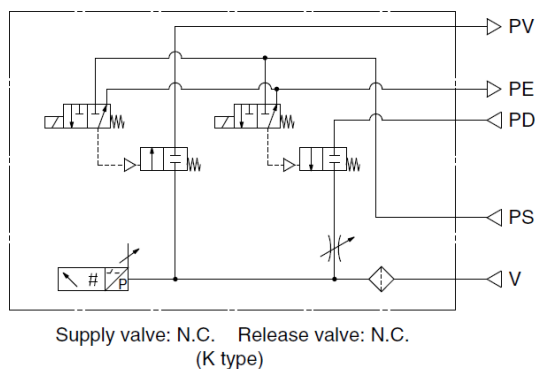 PV
PE
PD
PS
# P
V
Supply valve: N.C. Release valve: N.C.
(K type)